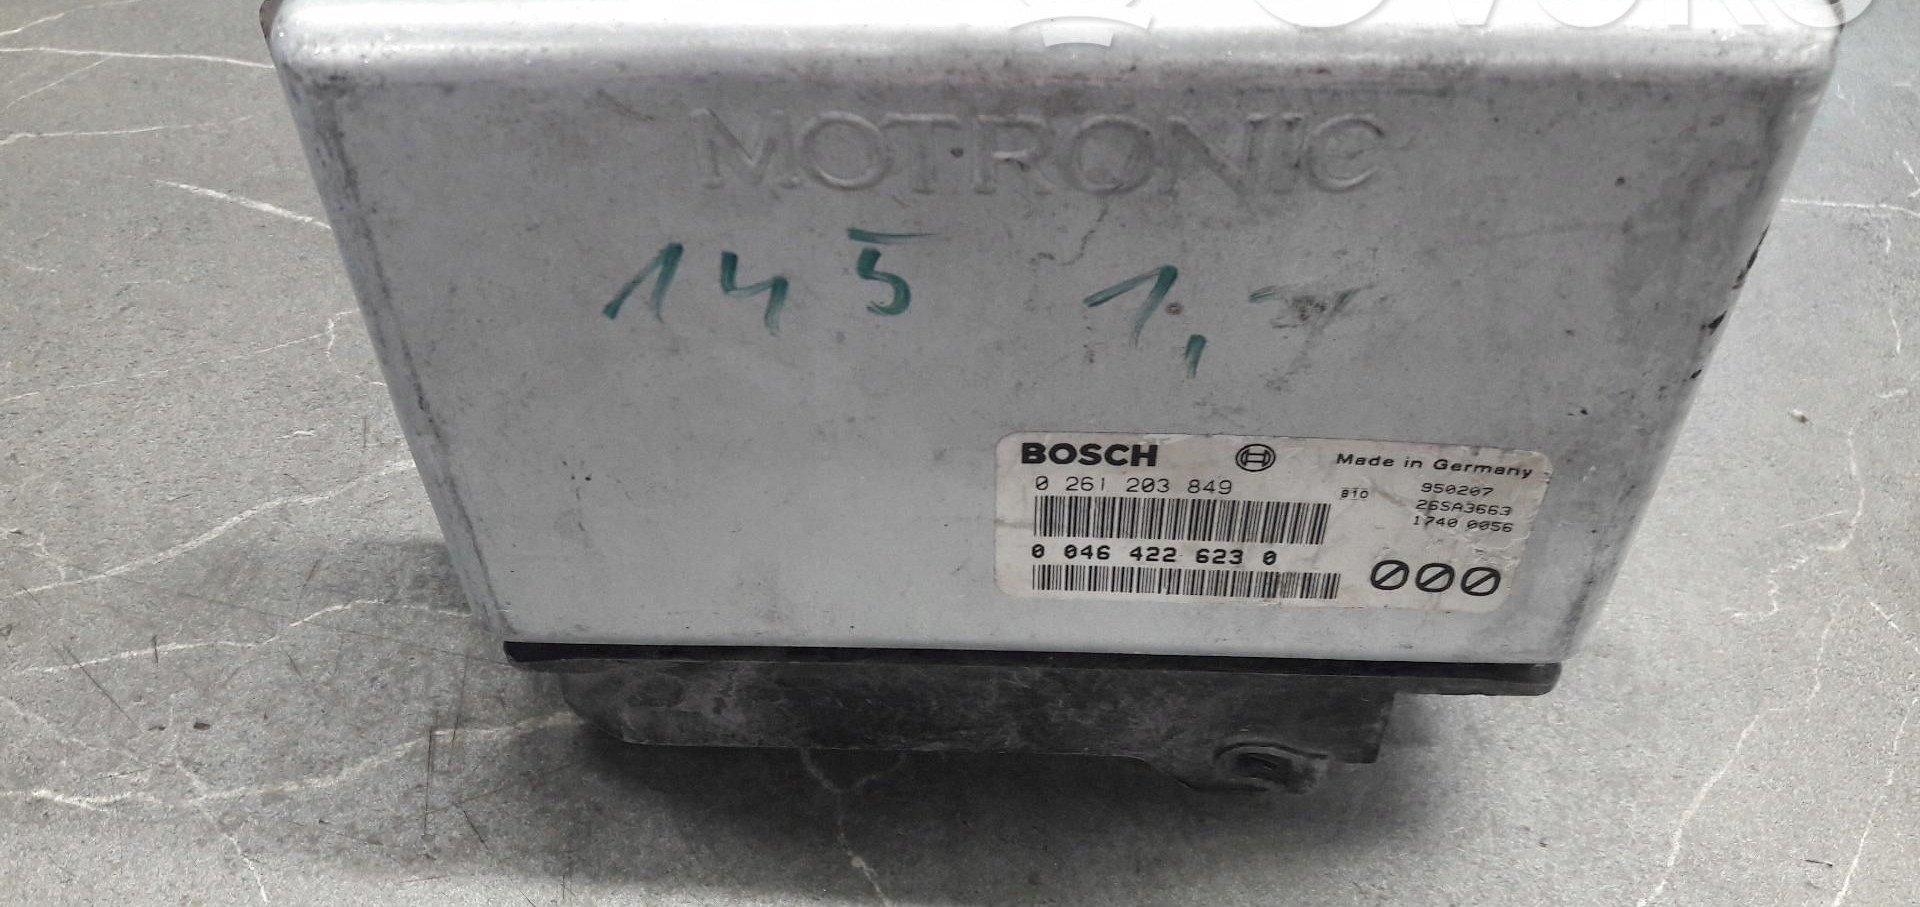 MOTRONIC
145 1,
BOSCH Made in Germany
0 261 203 849 B10 950207
26SA3663
1740 0056
0 046 422 623 0
000